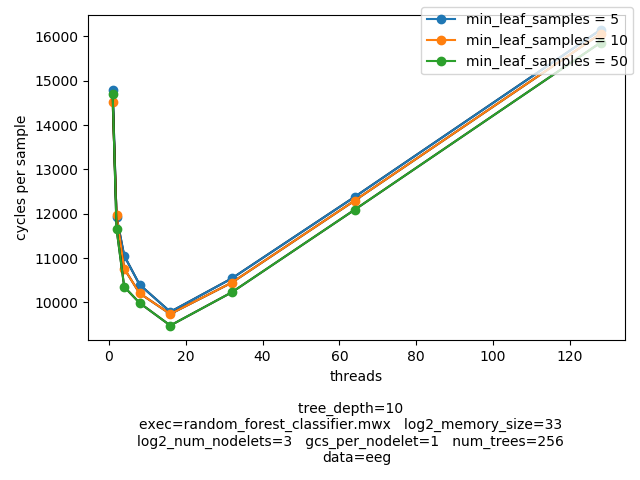 min_leaf_samples = 5
min_leaf_samples = 10
min_leaf_samples = 50
16000
15000
14000
13000
12000
11000
10000
cycles per sample
0 20 40 60 80 100 120
threads
tree_depth=10
exec=random_forest_classifier.mwx log2_memory_size=33
log2_num_nodelets=3 gcs_per_nodelet=1 num_trees=256
data=eeg